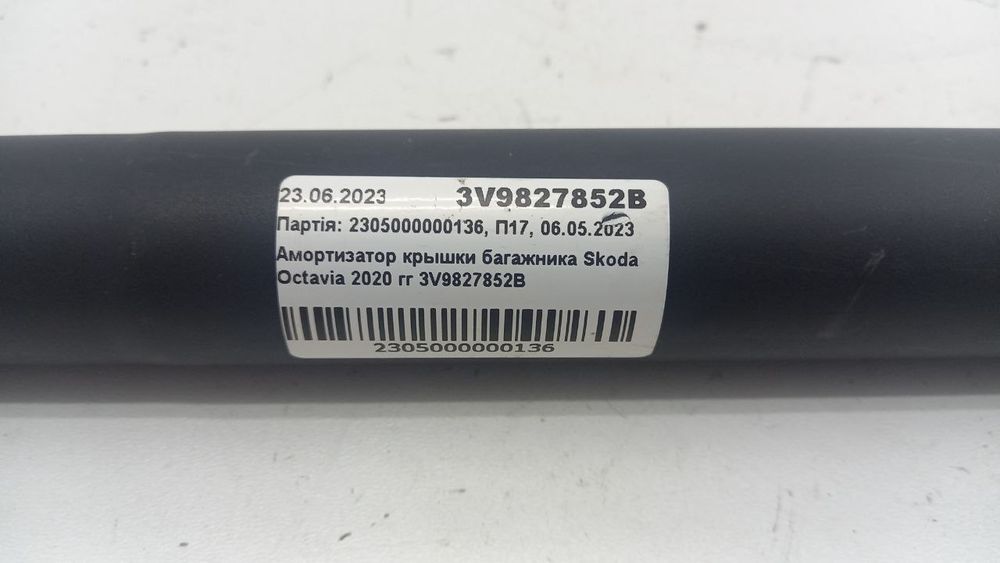 23.06.2023 3V9827852B
Партія: 2305000000136, П17, 06.05.2023
Амортизатор крышки багажника Skoda
Octavia 2020 гг 3V9827852B
2305000000136